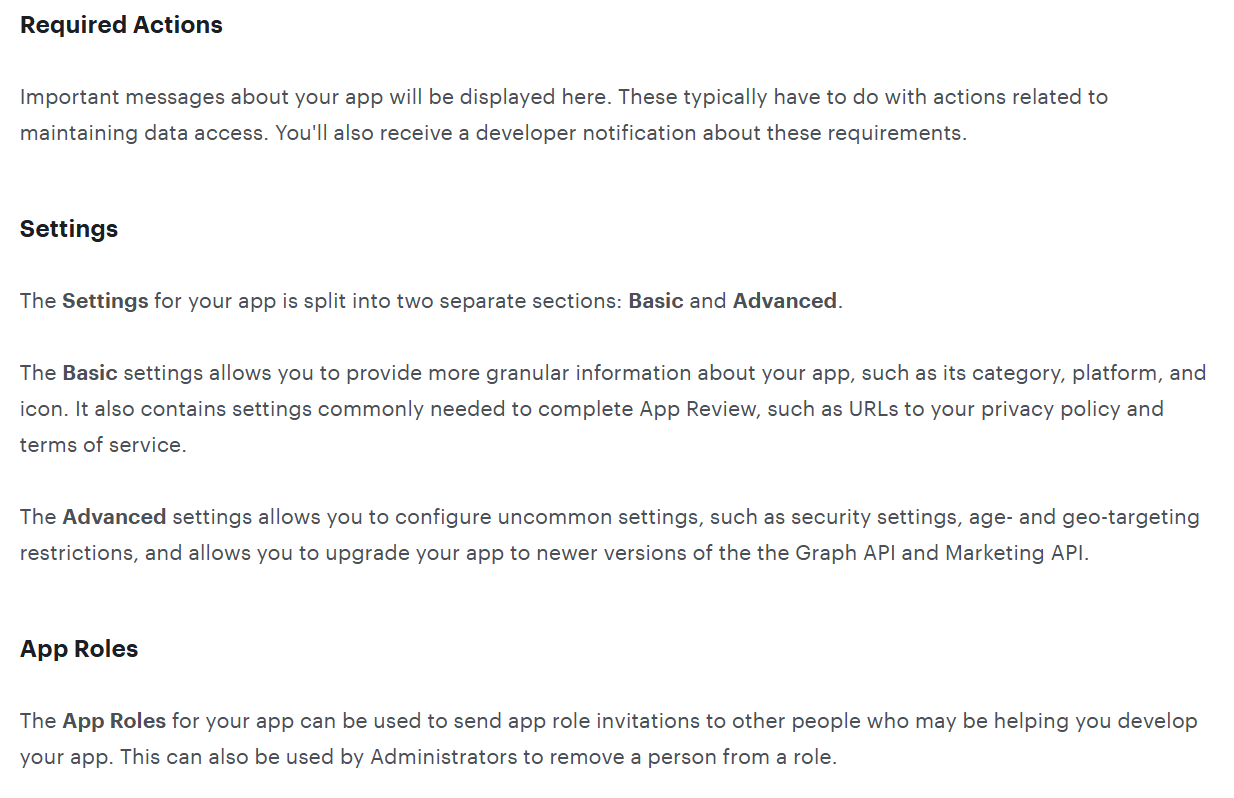 Required Actions
Important messages about your app will be displayed here. These typically have to do with actions related to
maintaining data access. You'll also receive a developer notification about these requirements.
Settings
The Settings for your app is split into two separate sections: Basic and Advanced.
The Basic settings allows you to provide more granular information about your app, such as its category, platform, and
icon. It also contains settings commonly needed to complete App Review, such as URLs to your privacy policy and
terms of service.
The Advanced settings allows you to configure uncommon settings, such as security settings, age- and geo-targeting
restrictions, and allows you to upgrade your app to newer versions of the the Graph API and Marketing API.
App Roles
The App Roles for your app can be used to send app role invitations to other people who may be helping you develop
your app. This can also be used by Administrators to remove a person from a role.